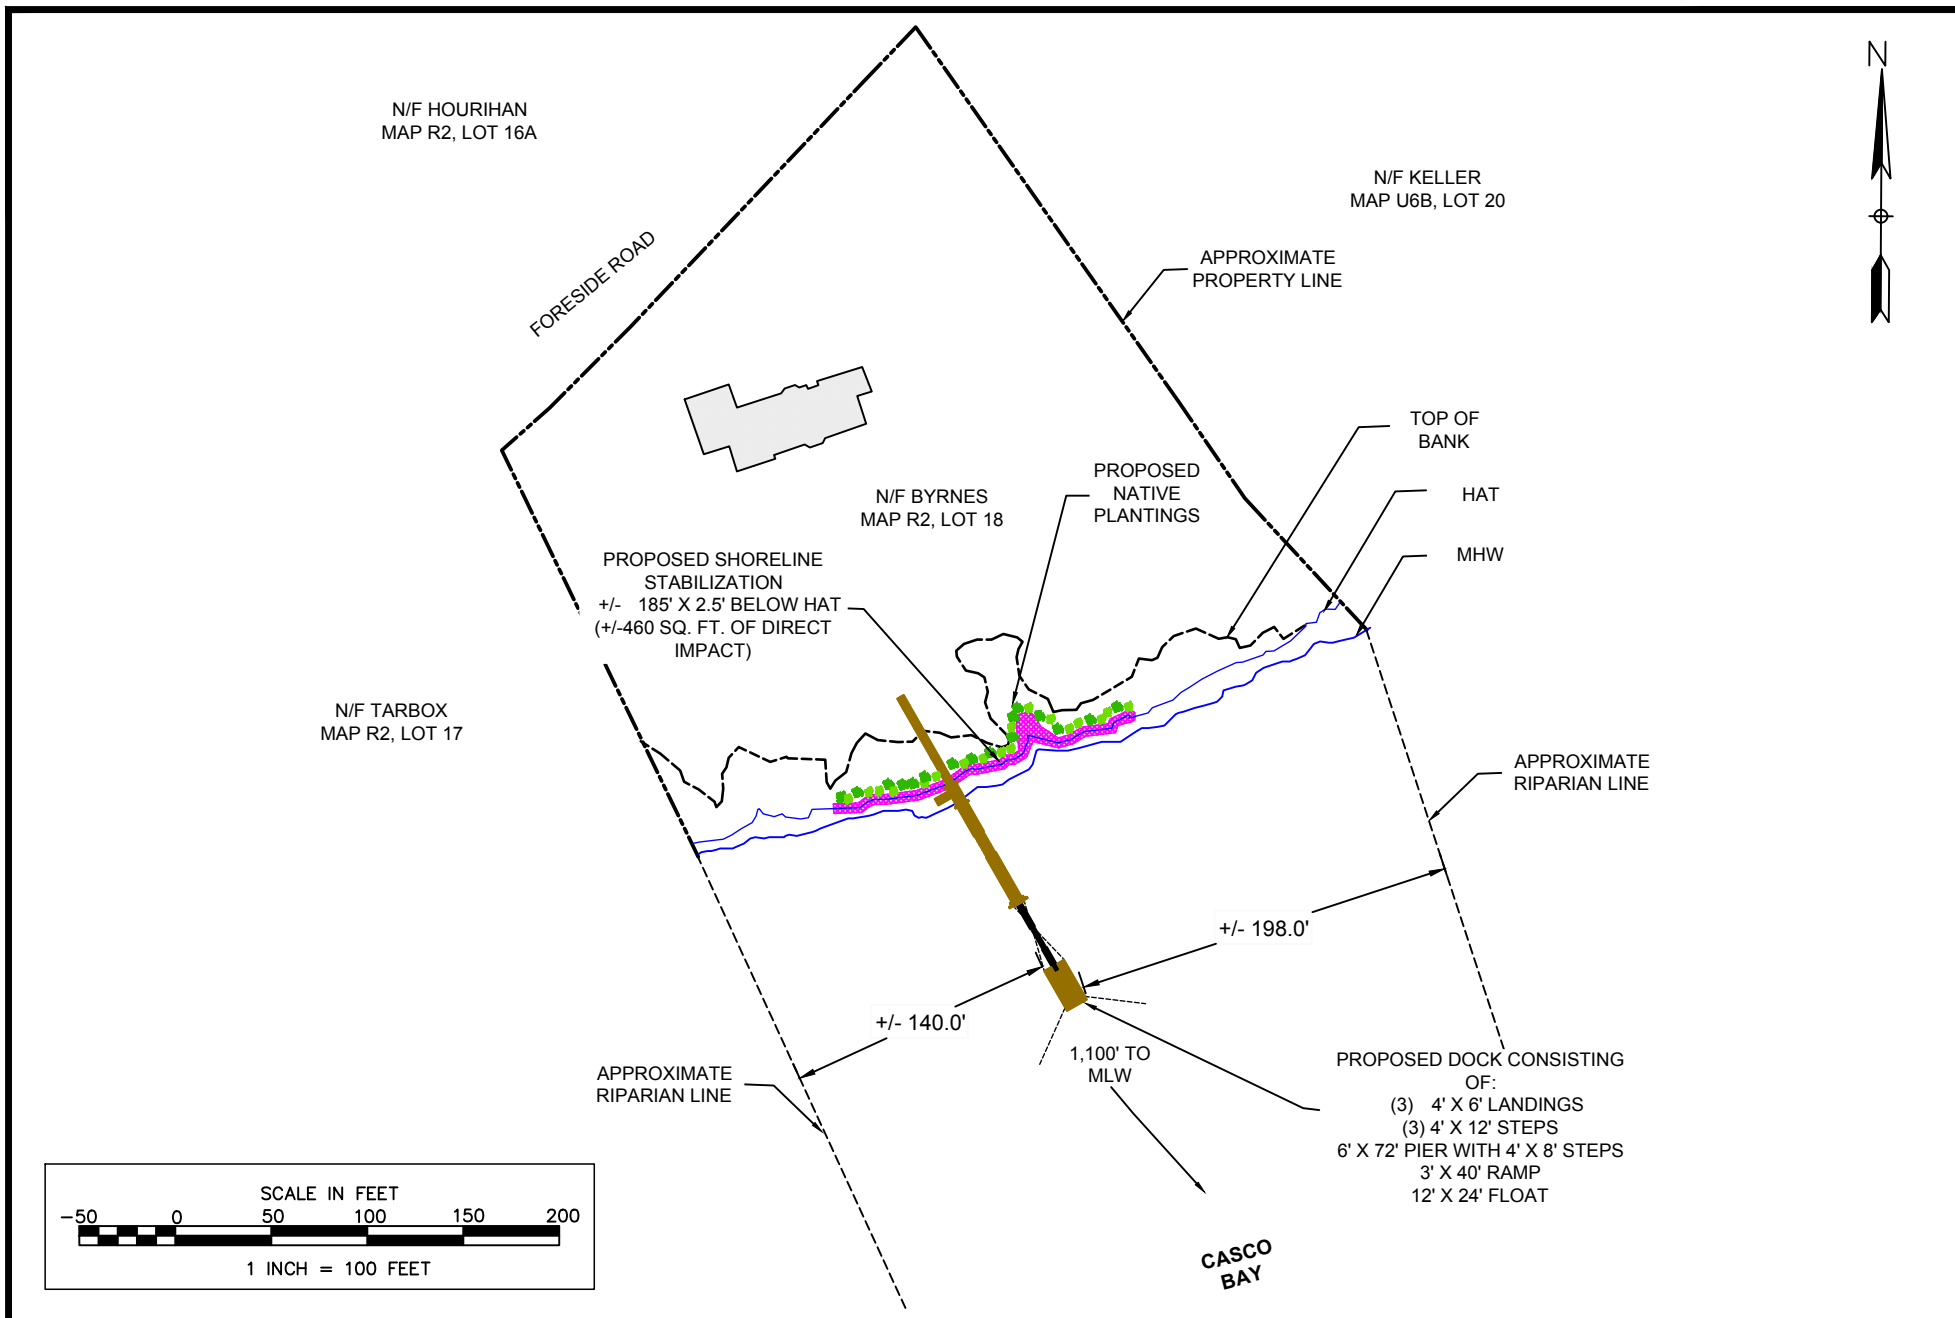 N
N/F HOURIHAN
MAP R2, LOT 16A
N/F KELLER
MAP U6B, LOT 20
FORESIDE ROAD
APPROXIMATE
PROPERTY LINE
TOP OF
BANK
HAT
MHW
N/F BYRNES
MAP R2, LOT 18
PROPOSED
NATIVE
PLANTINGS
PROPOSED SHORELINE
STABILIZATION
+/- 185' X 2.5' BELOW HAT
(+/-460 SQ. FT. OF DIRECT
IMPACT)
N/F TARBOX
MAP R2, LOT 17
APPROXIMATE
RIPARIAN LINE
+/- 198.0'
+/- 140.0'
1,100' TO
MLW
APPROXIMATE
RIPARIAN LINE
PROPOSED DOCK CONSISTING
OF:
(3) 4' X 6' LANDINGS
(3) 4' X 12' STEPS
6' X 72' PIER WITH 4' X 8' STEPS
3' X 40' RAMP
12' X 24' FLOAT
CASCO
BAY
SCALE IN FEET
-50 0 50 100 150 200
1 INCH = 100 FEET